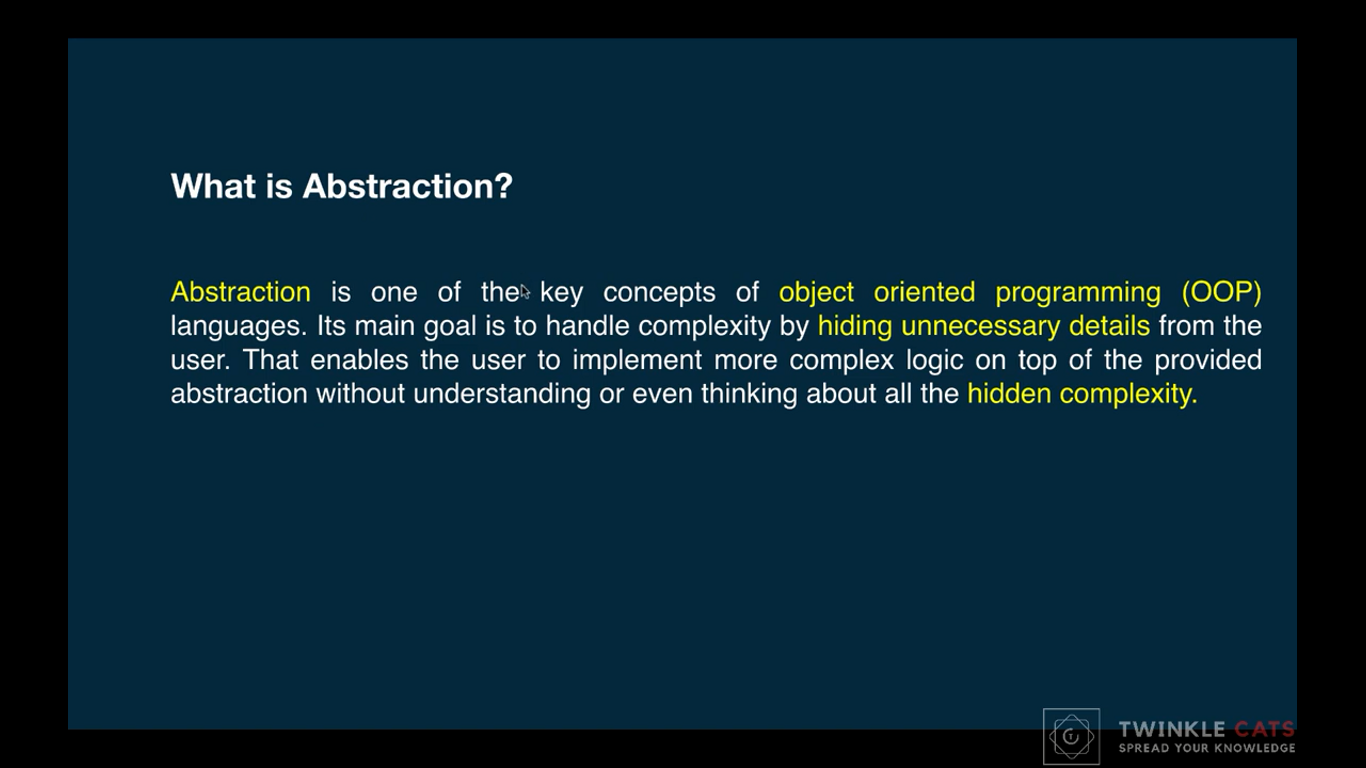 What is Abstraction?
Abstraction is one of the key concepts of object oriented programming (OOP)
languages. Its main goal is to handle complexity by hiding unnecessary details from the
user. That enables the user to implement more complex logic on top of the provided
abstraction without understanding or even thinking about all the hidden complexity.
TWINKLE CATS
SPREAD YOUR KNOWLEDGE